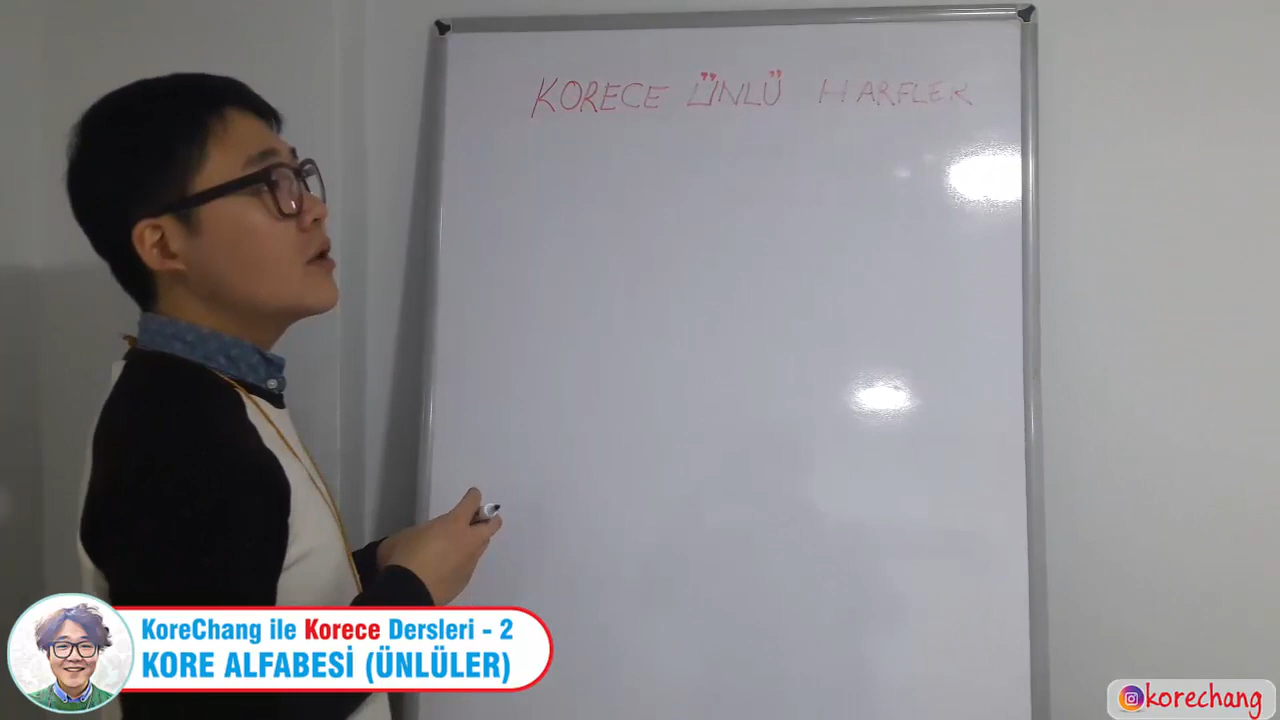 KORECE ÜNLÜ HARFLER
KoreChang ile Korece Dersleri - 2
KORE ALFABESİ (ÜNLÜLER)
korechang